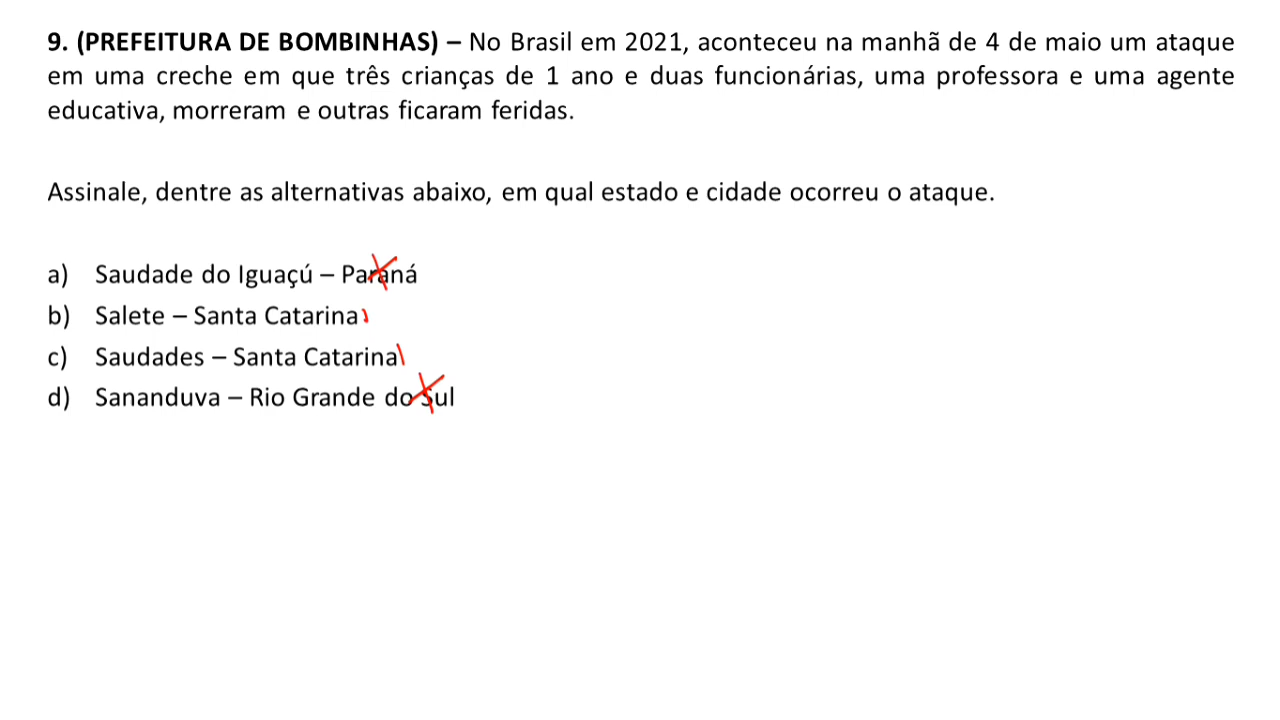 9. (PREFEITURA DE BOMBINHAS) – No Brasil em 2021, aconteceu na manhã de 4 de maio um ataque
em uma creche em que três crianças de 1 ano e duas funcionárias, uma professora e uma agente
educativa, morreram e outras ficaram feridas.
Assinale, dentre as alternativas abaixo, em qual estado e cidade ocorreu o ataque.
a) Saudade do Iguaçú – Paraná
b) Salete – Santa Catarina
c) Saudades – Santa Catarina
d) Sananduva – Rio Grande do Sul